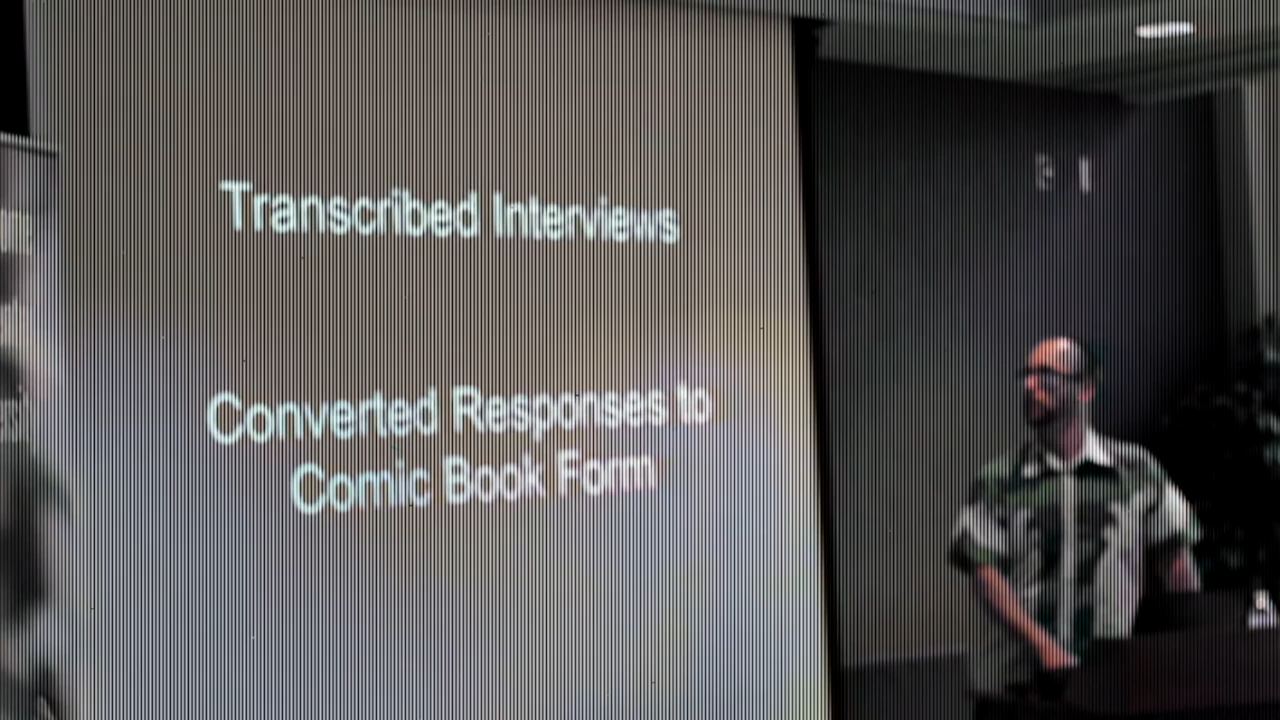 Transcribed Interviews
Converted Responses to
Comic Book Form